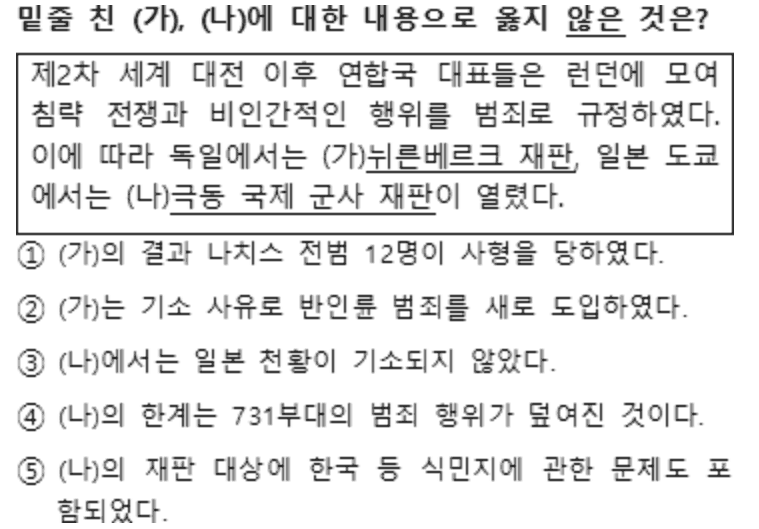 밑줄 친 (가), (나)에 대한 내용으로 옳지 않은 것은?
제2차 세계 대전 이후 연합국 대표들은 런던에 모여
침략 전쟁과 비인간적인 행위를 범죄로 규정하였다.
이에 따라 독일에서는 (가)뉘른베르크 재판, 일본 도쿄
에서는 (나)극동 국제 군사 재판이 열렸다.
① (가)의 결과 나치스 전범 12명이 사형을 당하였다.
② (가)는 기소 사유로 반인륜 범죄를 새로 도입하였다.
③ (나)에서는 일본 천황이 기소되지 않았다.
④ (나)의 한계는 731부대의 범죄 행위가 덮여진 것이다.
⑤ (나)의 재판 대상에 한국 등 식민지에 관한 문제도 포
함되었다.